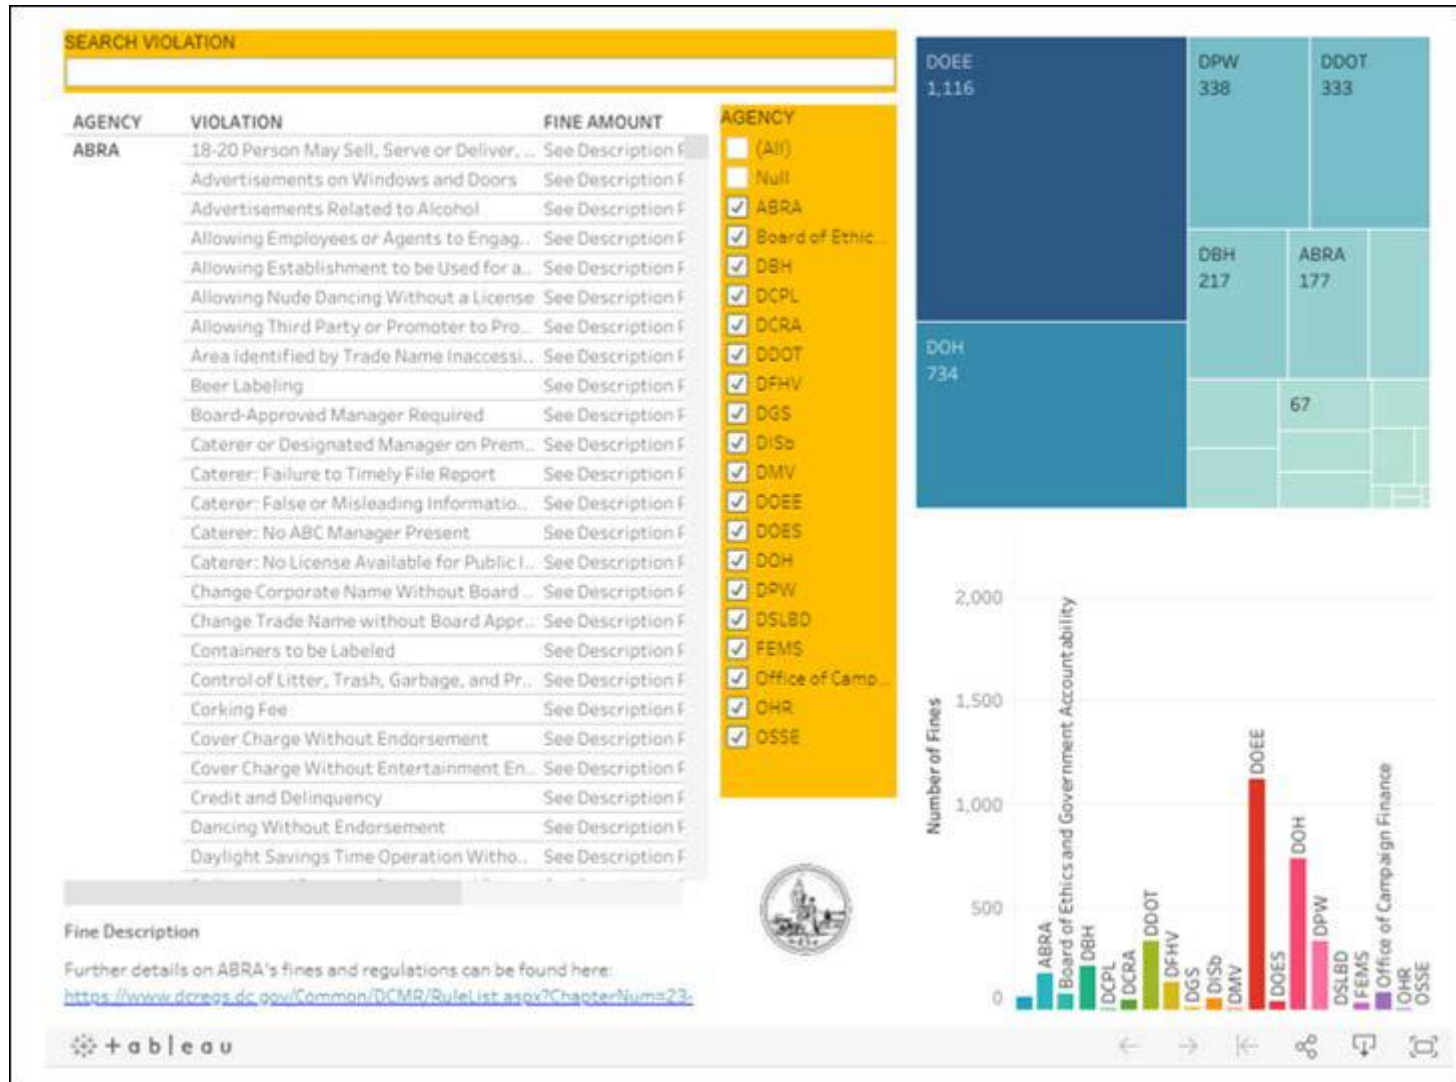 SEARCH VIOLATION
AGENCY VIOLATION FINE AMOUNT
ABRA 18-20 Person May Sell, Serve or Deliver, ... See Description F
Advertisements on Windows and Doors See Description F
Advertisements Related to Alcohol See Description F
Allowing Employees or Agents to Engag.. See Description F
Allowing Establishment to be Used for a.. See Description F
Allowing Nude Dancing Without a License See Description F
Allowing Third Party or Promoter to Pro.. See Description F
Area Identified by Trade Name Inaccessi.. See Description F
Beer Labeling See Description F
Board-Approved Manager Required See Description F
Caterer or Designated Manager on Prem.. See Description F
Caterer: Failure to Timely File Report See Description F
Caterer: False or Misleading Informatio.. See Description F
Caterer: No ABC Manager Present See Description F
Caterer: No License Available for Public I.. See Description F
Change Corporate Name Without Board .. See Description F
Change Trade Name without Board Appr.. See Description F
Containers to be Labeled See Description F
Control of Litter, Trash, Garbage, and Pr.. See Description F
Corking Fee See Description F
Cover Charge Without Endorsement See Description F
Cover Charge Without Entertainment En.. See Description F
Credit and Delinquency See Description F
Dancing Without Endorsement See Description F
Daylight Savings Time Operation Witho.. See Description F
Fine Description
Further details on ABRA's fines and regulations can be found here:
https://www.dcregs.dc.gov/Common/DCMR/RuleList.aspx?ChapterNum=23-
AGENCY
(All)
Null
ABRA
Board of Ethic...
DBH
DCPL
DCRA
DDOT
DFHV
DGS
DISb
DMV
DOEE
DOES
DOH
DPW
DSLBD
FEMS
Office of Camp...
OHR
OSSE
DOEE
1,116
DPW
338
DDOT
333
DBH
217
ABRA
177
DOH
734
67
Number of Fines
2,000
1,500
1,000
500
0
ABRA
Board of Ethics and Government Accountability
DBH
DCPL
DCRA
DDOT
DFHV
DGS
DISb
DMV
DOEE
DOES
DOH
DPW
DSLBD
FEMS
Office of Campaign Finance
OHR
OSSE
+ a b | e a u